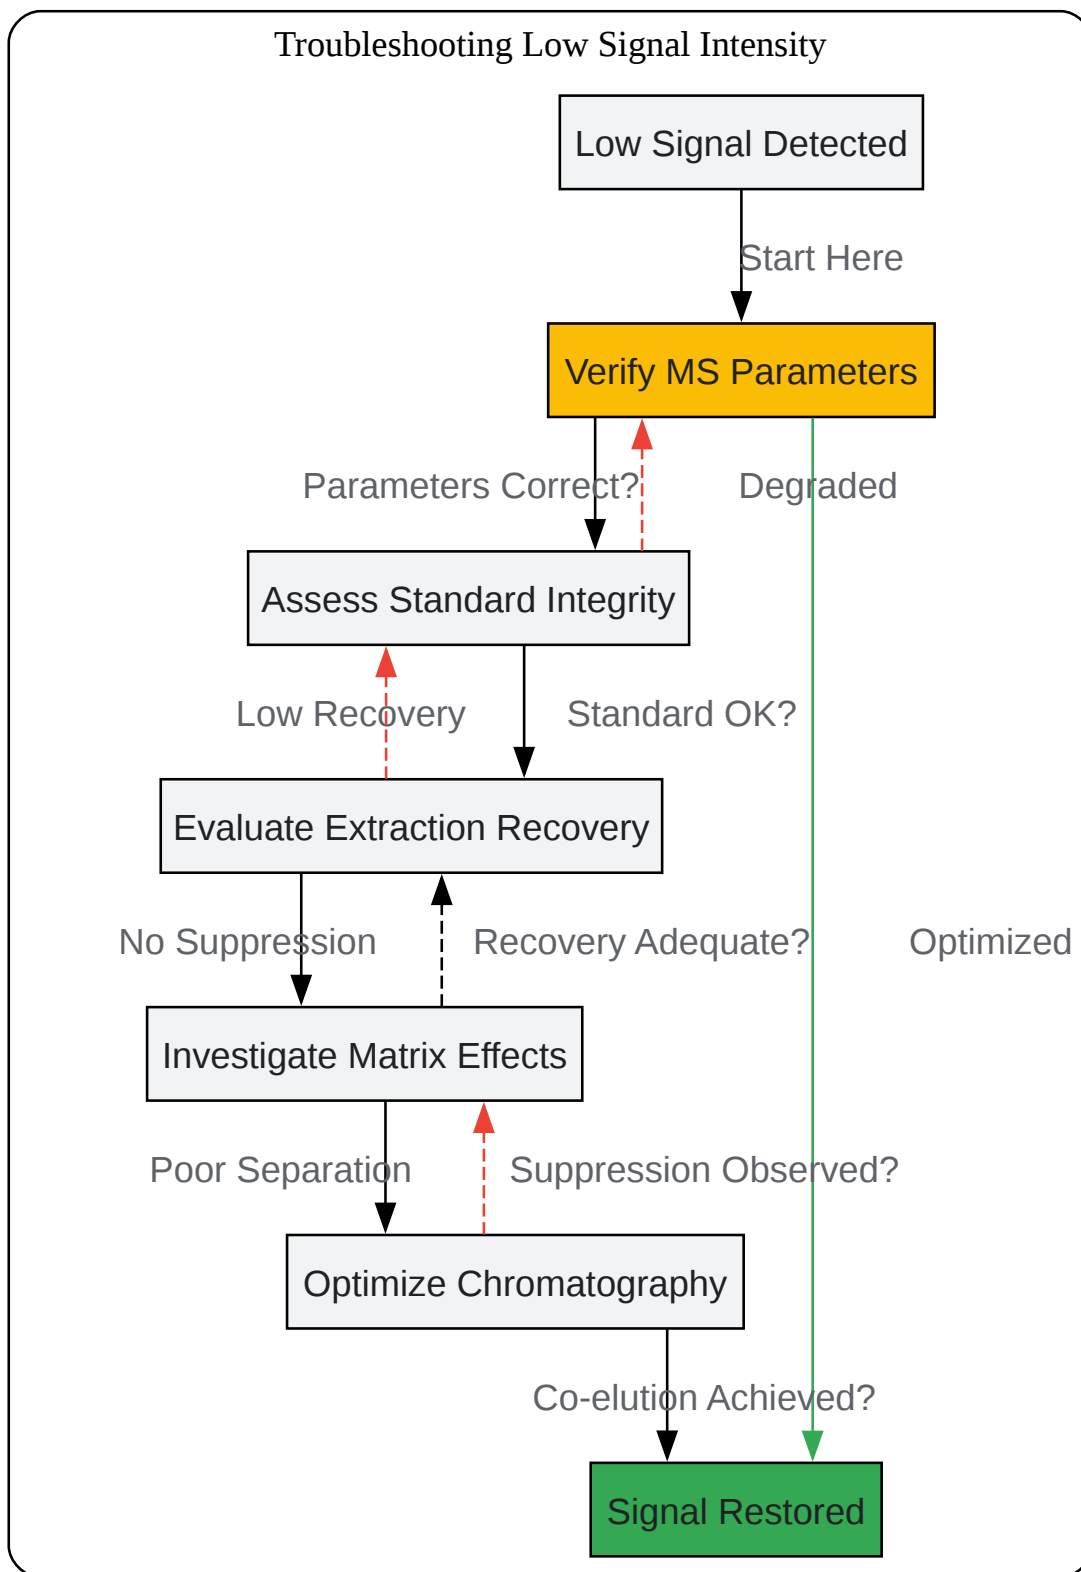 Troubleshooting Low Signal Intensity
Low Signal Detected
Start Here
Verify MS Parameters
Parameters Correct?
Degraded
Assess Standard Integrity
Low Recovery
Standard OK?
Evaluate Extraction Recovery
No Suppression
Recovery Adequate?
Optimized
Investigate Matrix Effects
Poor Separation
Suppression Observed?
Optimize Chromatography
Co-elution Achieved?
Signal Restored